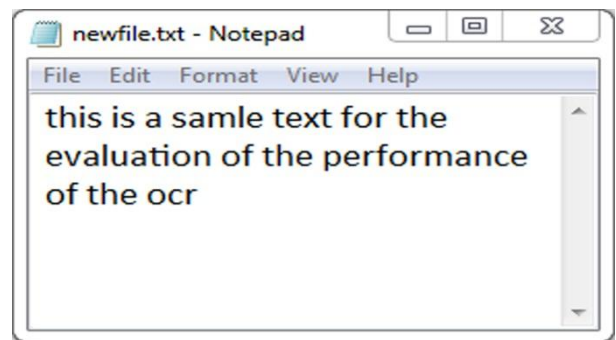 newfile.txt - Notepad
File Edit Format View Help
this is a samle text for the
evaluation of the performance
of the ocr